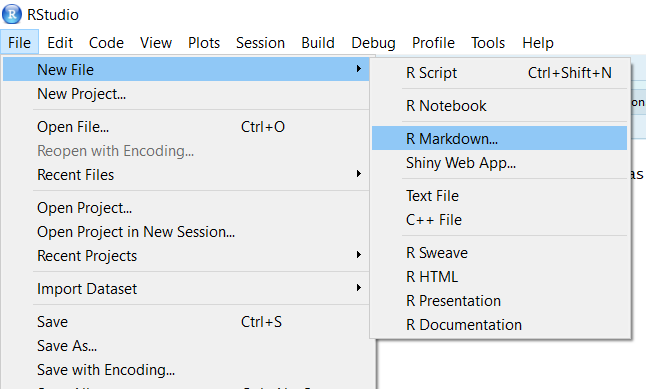 RStudio
File Edit Code View Plots Session Build Debug Profile Tools Help
New File
New Project...
Open File... Ctrl+O
Reopen with Encoding...
Recent Files
Open Project...
Open Project in New Session...
Recent Projects
Import Dataset
Save Ctrl+S
Save As...
Save with Encoding...
R Script Ctrl+Shift+N
R Notebook
R Markdown...
Shiny Web App...
Text File
C++ File
R Sweave
R HTML
R Presentation
R Documentation
on
as